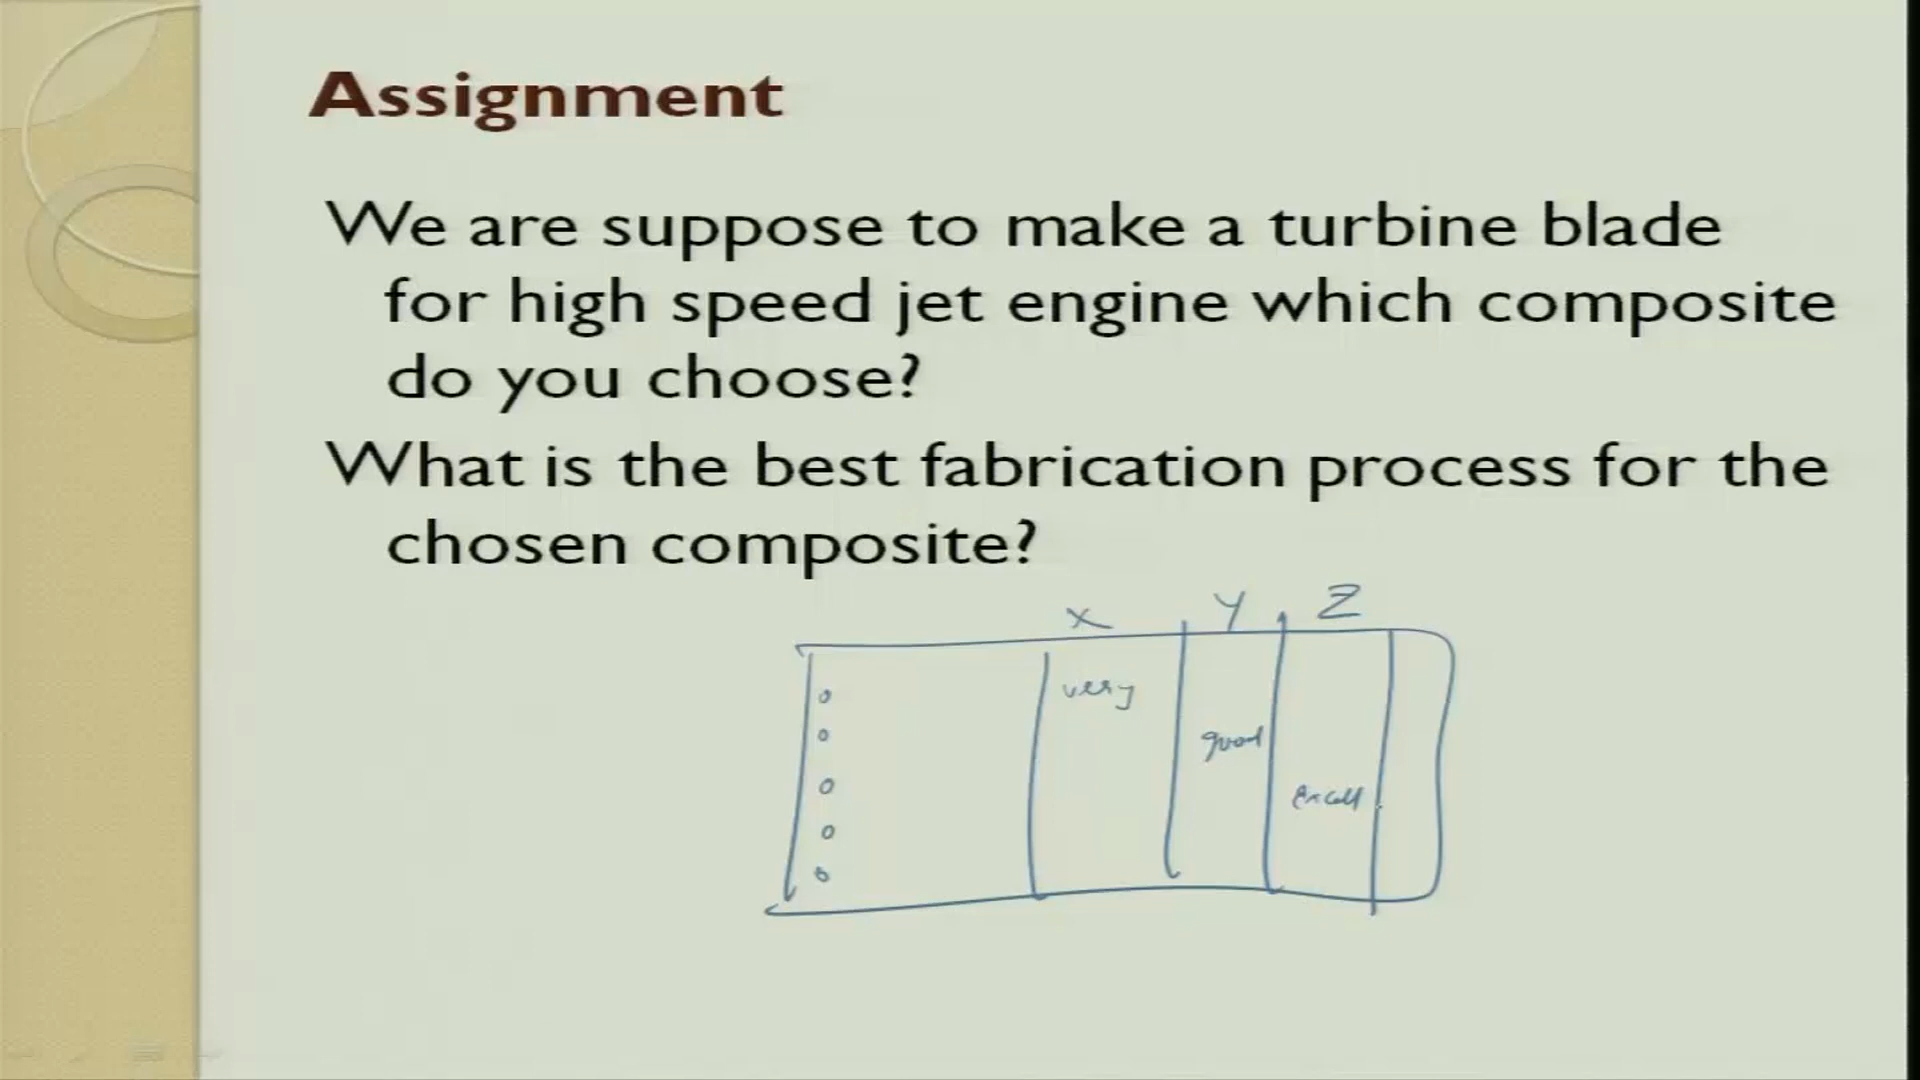 Assignment
We are suppose to make a turbine blade
for high speed jet engine which composite
do you choose?
What is the best fabrication process for the
chosen composite?
X Y Z
very
good